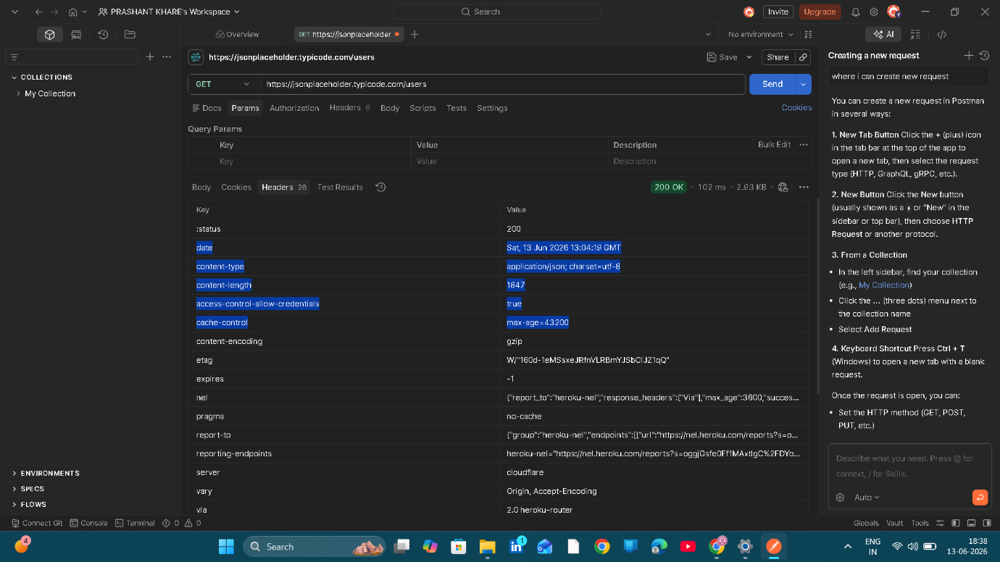 PRASHANT KHARE's Workspace
Search
Invite
Upgrade
Overview
GET https://jsonplaceholder
No environment
AI
HTTP
https://jsonplaceholder.typicode.com/users
Save
Share
Creating a new request
COLLECTIONS
My Collection
GET
https://jsonplaceholder.typicode.com/users
Send
where i can create new request
Docs
Params
Authorization
Headers 6
Body
Scripts
Tests
Settings
Cookies
Query Params
Key
Value
Description
Bulk Edit
Key
Value
Description
Body
Cookies
Headers 26
Test Results
200 OK
102 ms
2.93 KB
Key Value
:status 200
date Sat, 13 Jun 2026 13:04:19 GMT
content-type application/json; charset=utf-8
content-length 1847
access-control-allow-credentials true
cache-control max-age=43200
content-encoding gzip
etag W/"160d-1eMSsxeJRfnVLRBmYJSbCiJZ1qQ"
expires -1
nel {"report_to":"heroku-nel","response_headers":["Via"],"max_age":3600,"succes...
pragma no-cache
report-to {"group":"heroku-nel","endpoints":[{"url":"https://nel.heroku.com/reports?s=o...
reporting-endpoints heroku-nel="https://nel.heroku.com/reports?s=oggjGsfe0Ff1MAxtIgC%2FDYo...
server cloudflare
vary Origin, Accept-Encoding
via 2.0 heroku-router
You can create a new request in Postman
in several ways:
1. New Tab Button Click the + (plus) icon
in the tab bar at the top of the app to
open a new tab, then select the request
type (HTTP, GraphQL, gRPC, etc.).
2. New Button Click the New button
(usually shown as a + or "New" in the
sidebar or top bar), then choose HTTP
Request or another protocol.
3. From a Collection
• In the left sidebar, find your collection
(e.g., My Collection)
• Click the ... (three dots) menu next to
the collection name
• Select Add Request
4. Keyboard Shortcut Press Ctrl + T
(Windows) to open a new tab with a blank
request.
Once the request is open, you can:
• Set the HTTP method (GET, POST,
PUT, etc.)
Describe what you need. Press @ for
context, / for Skills.
Auto
ENVIRONMENTS
SPECS
FLOWS
Connect Git
Console
Terminal
0
0
Globals
Vault
Tools
4
Search
1
ENG
IN
18:38
13-06-2026